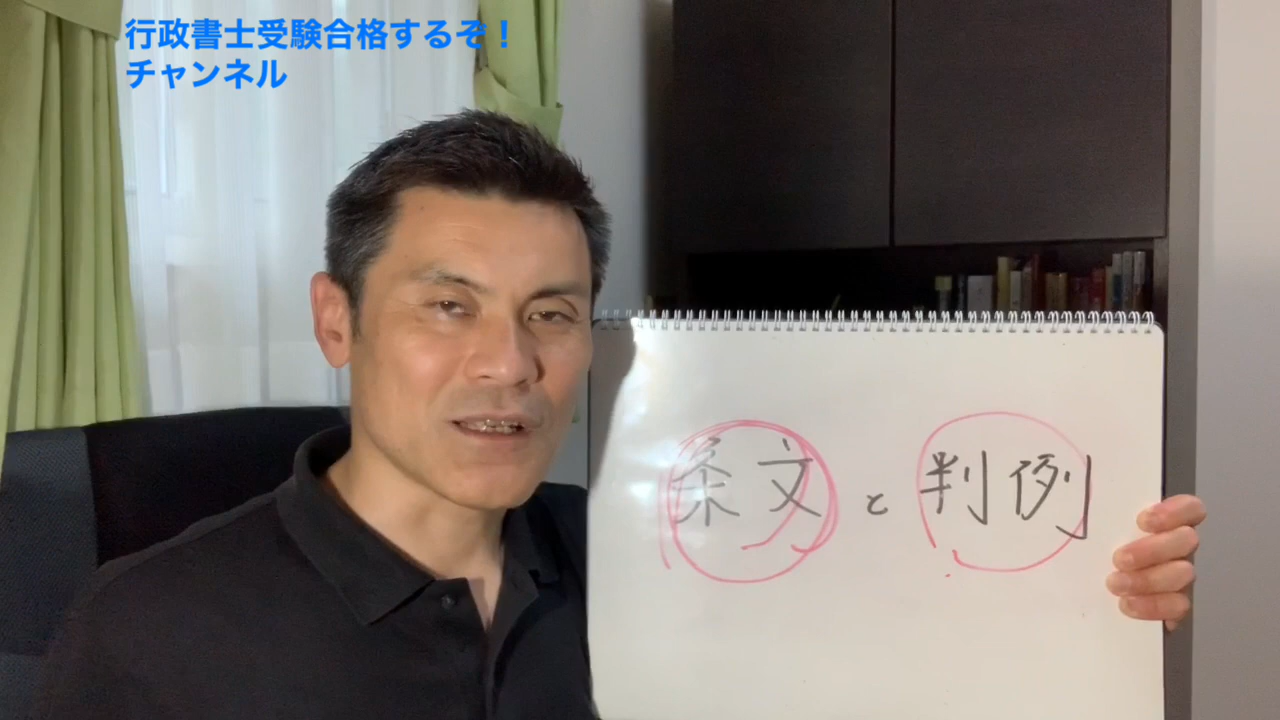 行政書士受験合格するぞ！
チャンネル
条文と判例